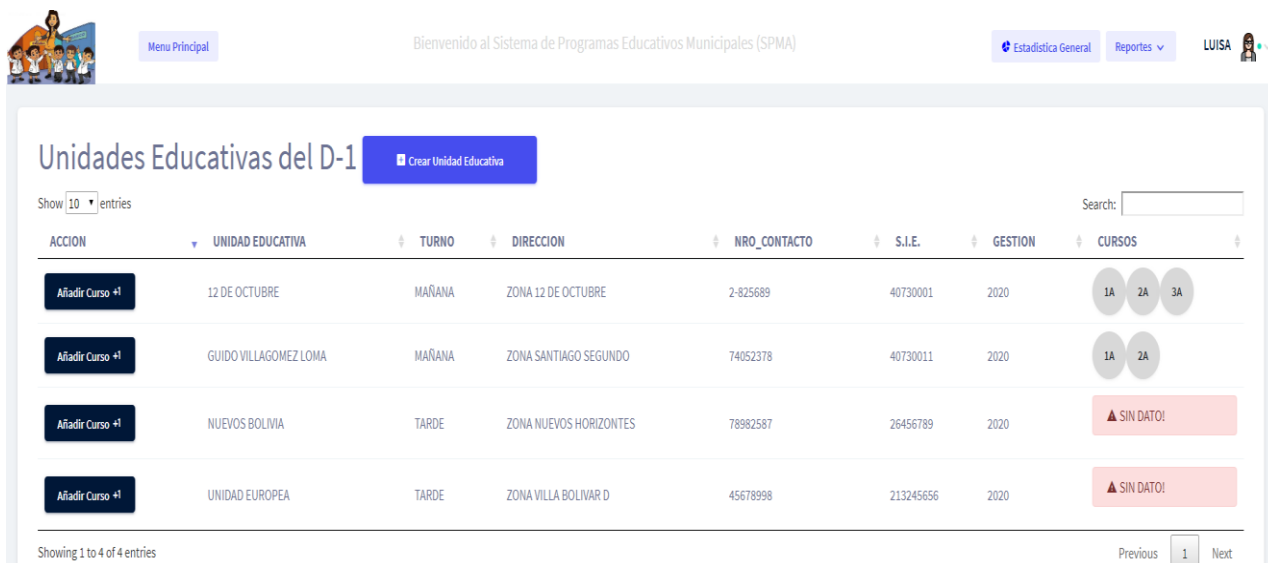 Menu Principal Bienvenido al Sistema de Programas Educativos Municipales (SPMA) Estadistica General Reportes LUISA
Unidades Educativas del D-1 Crear Unidad Educativa
Show 10 entries Search:
ACCION UNIDAD EDUCATIVA TURNO DIRECCION NRO_CONTACTO S.I.E. GESTION CURSOS
Añadir Curso +1 12 DE OCTUBRE MAÑANA ZONA 12 DE OCTUBRE 2-825689 40730001 2020 1A 2A 3A
Añadir Curso +1 GUIDO VILLAGOMEZ LOMA MAÑANA ZONA SANTIAGO SEGUNDO 74052378 40730011 2020 1A 2A
Añadir Curso +1 NUEVOS BOLIVIA TARDE ZONA NUEVOS HORIZONTES 78982587 26456789 2020 SIN DATO!
Añadir Curso +1 UNIDAD EUROPEA TARDE ZONA VILLA BOLIVAR D 45678998 213245656 2020 SIN DATO!
Showing 1 to 4 of 4 entries Previous 1 Next